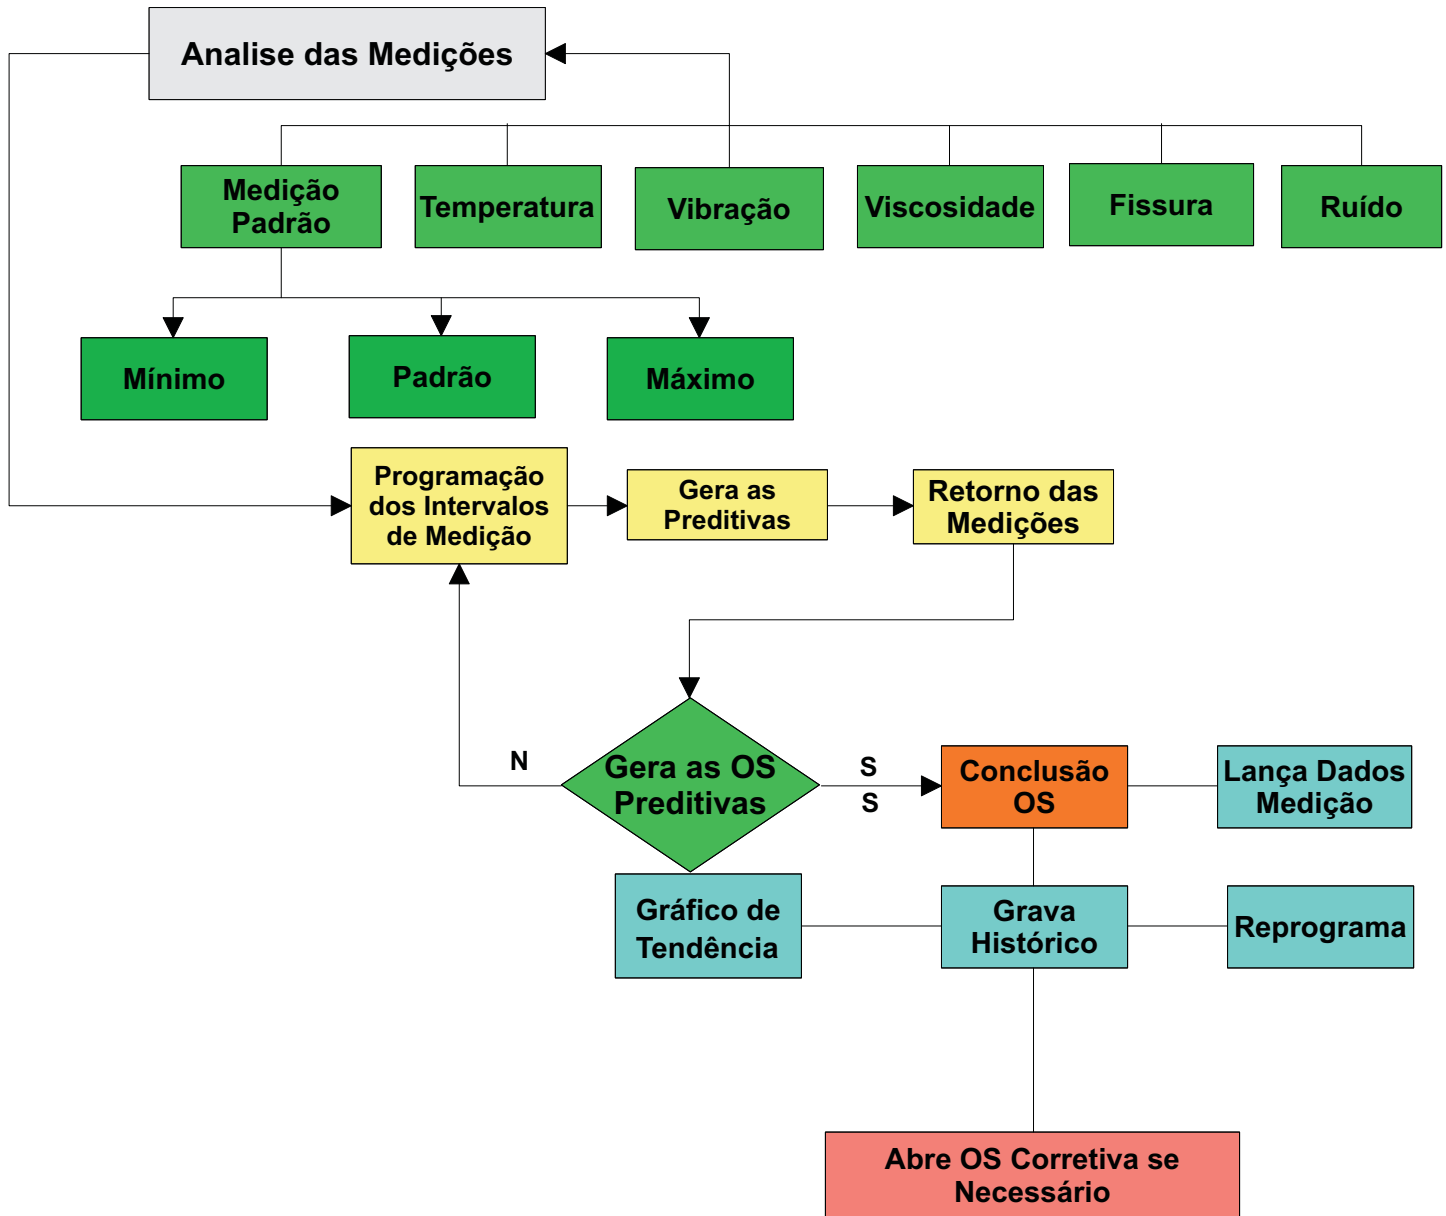 Analise das Medições
Medição
Padrão
Temperatura
Vibração
Viscosidade
Fissura
Ruído
Mínimo
Padrão
Máximo
Programação
dos Intervalos
de Medição
Gera as
Preditivas
Retorno das
Medições
N
Gera as OS
Preditivas
S
S
Conclusão
OS
Lança Dados
Medição
Gráfico de
Tendência
Grava
Histórico
Reprograma
Abre OS Corretiva se
Necessário